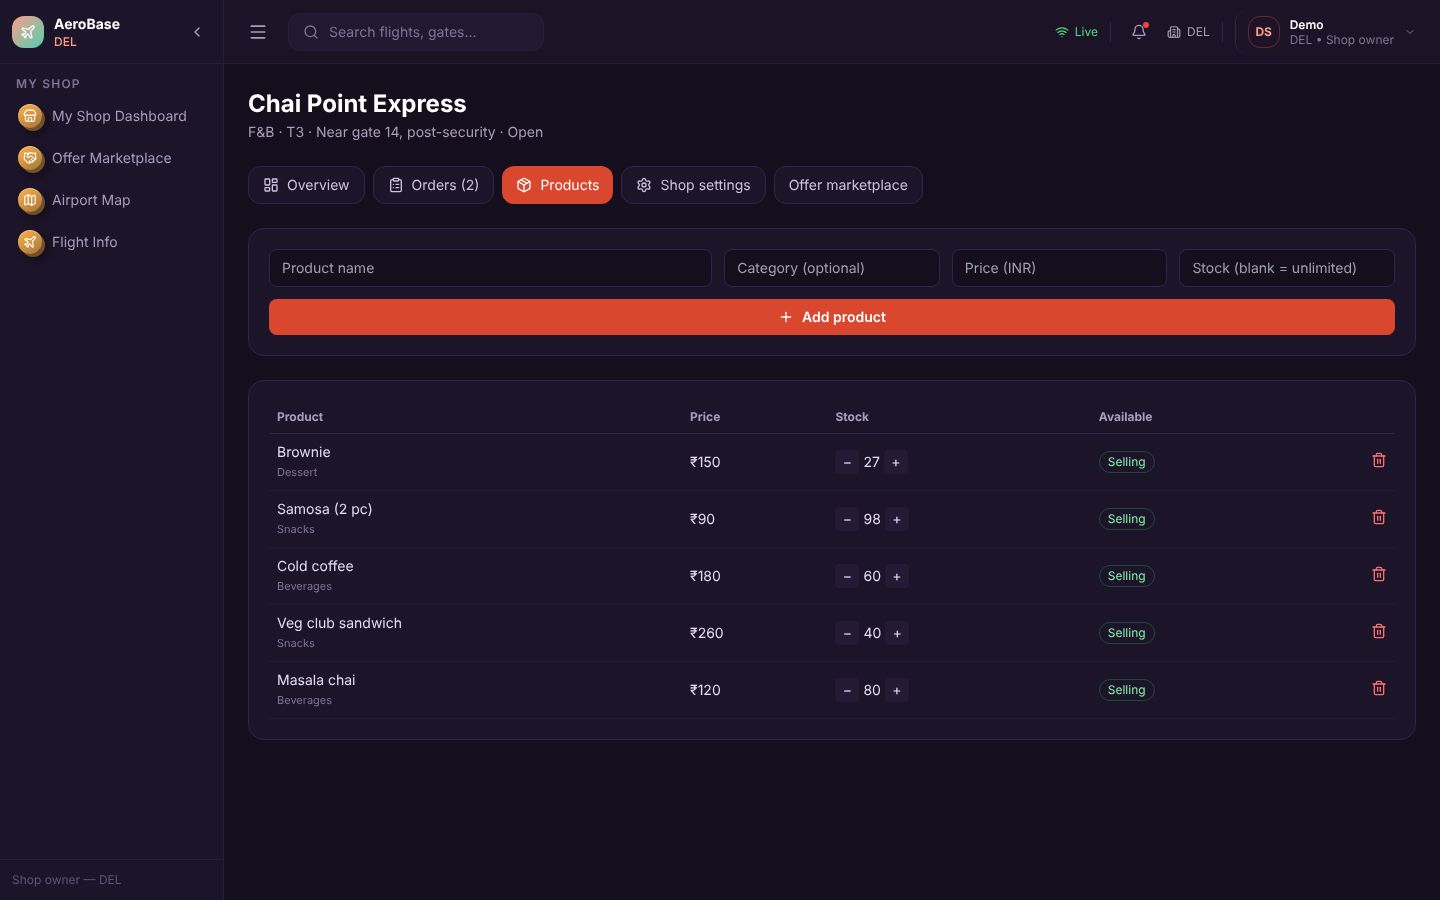 AeroBase
DEL
Search flights, gates...
Live
DEL
DS
Demo
DEL • Shop owner
MY SHOP
My Shop Dashboard
Offer Marketplace
Airport Map
Flight Info
Chai Point Express
F&B · T3 · Near gate 14, post-security · Open
Overview
Orders (2)
Products
Shop settings
Offer marketplace
Product name
Category (optional)
Price (INR)
Stock (blank = unlimited)
+ Add product
Product Price Stock Available
Brownie
Dessert
₹150
− 27 +
Selling
Samosa (2 pc)
Snacks
₹90
− 98 +
Selling
Cold coffee
Beverages
₹180
− 60 +
Selling
Veg club sandwich
Snacks
₹260
− 40 +
Selling
Masala chai
Beverages
₹120
− 80 +
Selling
Shop owner — DEL